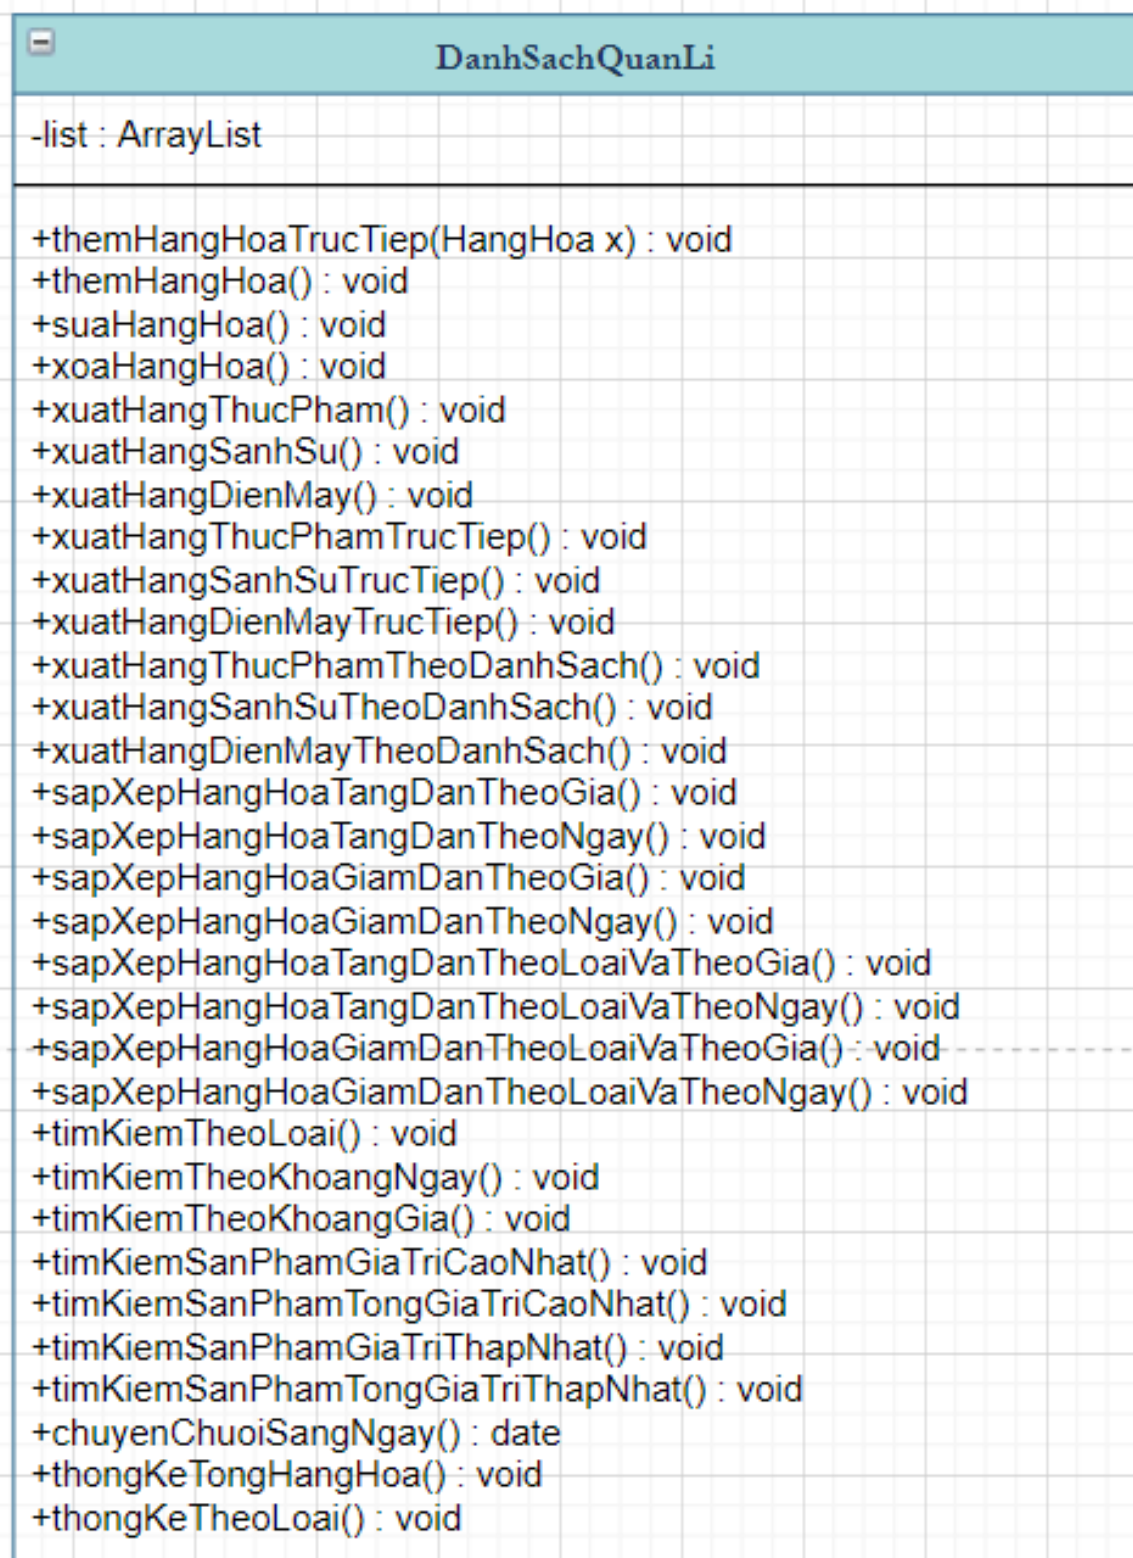 DanhSachQuanLi
-list : ArrayList
+themHangHoaTrucTiep(HangHoa x) : void
+themHangHoa() : void
+suaHangHoa() : void
+xoaHangHoa() : void
+xuatHangThucPham() : void
+xuatHangSanhSu() : void
+xuatHangDienMay() : void
+xuatHangThucPhamTrucTiep() : void
+xuatHangSanhSuTrucTiep() : void
+xuatHangDienMayTrucTiep() : void
+xuatHangThucPhamTheoDanhSach() : void
+xuatHangSanhSuTheoDanhSach() : void
+xuatHangDienMayTheoDanhSach() : void
+sapXepHangHoaTangDanTheoGia() : void
+sapXepHangHoaTangDanTheoNgay() : void
+sapXepHangHoaGiamDanTheoGia() : void
+sapXepHangHoaGiamDanTheoNgay() : void
+sapXepHangHoaTangDanTheoLoaiVaTheoGia() : void
+sapXepHangHoaTangDanTheoLoaiVaTheoNgay() : void
+sapXepHangHoaGiamDanTheoLoaiVaTheoGia() : void
+sapXepHangHoaGiamDanTheoLoaiVaTheoNgay() : void
+timKiemTheoLoai() : void
+timKiemTheoKhoangNgay() : void
+timKiemTheoKhoangGia() : void
+timKiemSanPhamGiaTriCaoNhat() : void
+timKiemSanPhamTongGiaTriCaoNhat() : void
+timKiemSanPhamGiaTriThapNhat() : void
+timKiemSanPhamTongGiaTriThapNhat() : void
+chuyenChuoiSangNgay() : date
+thongKeTongHangHoa() : void
+thongKeTheoLoai() : void